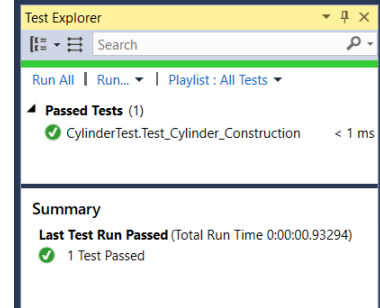 Test Explorer
Search
Run All | Run... | Playlist : All Tests
Passed Tests (1)
CylinderTest.Test_Cylinder_Construction < 1 ms
Summary
Last Test Run Passed (Total Run Time 0:00:00.93294)
1 Test Passed